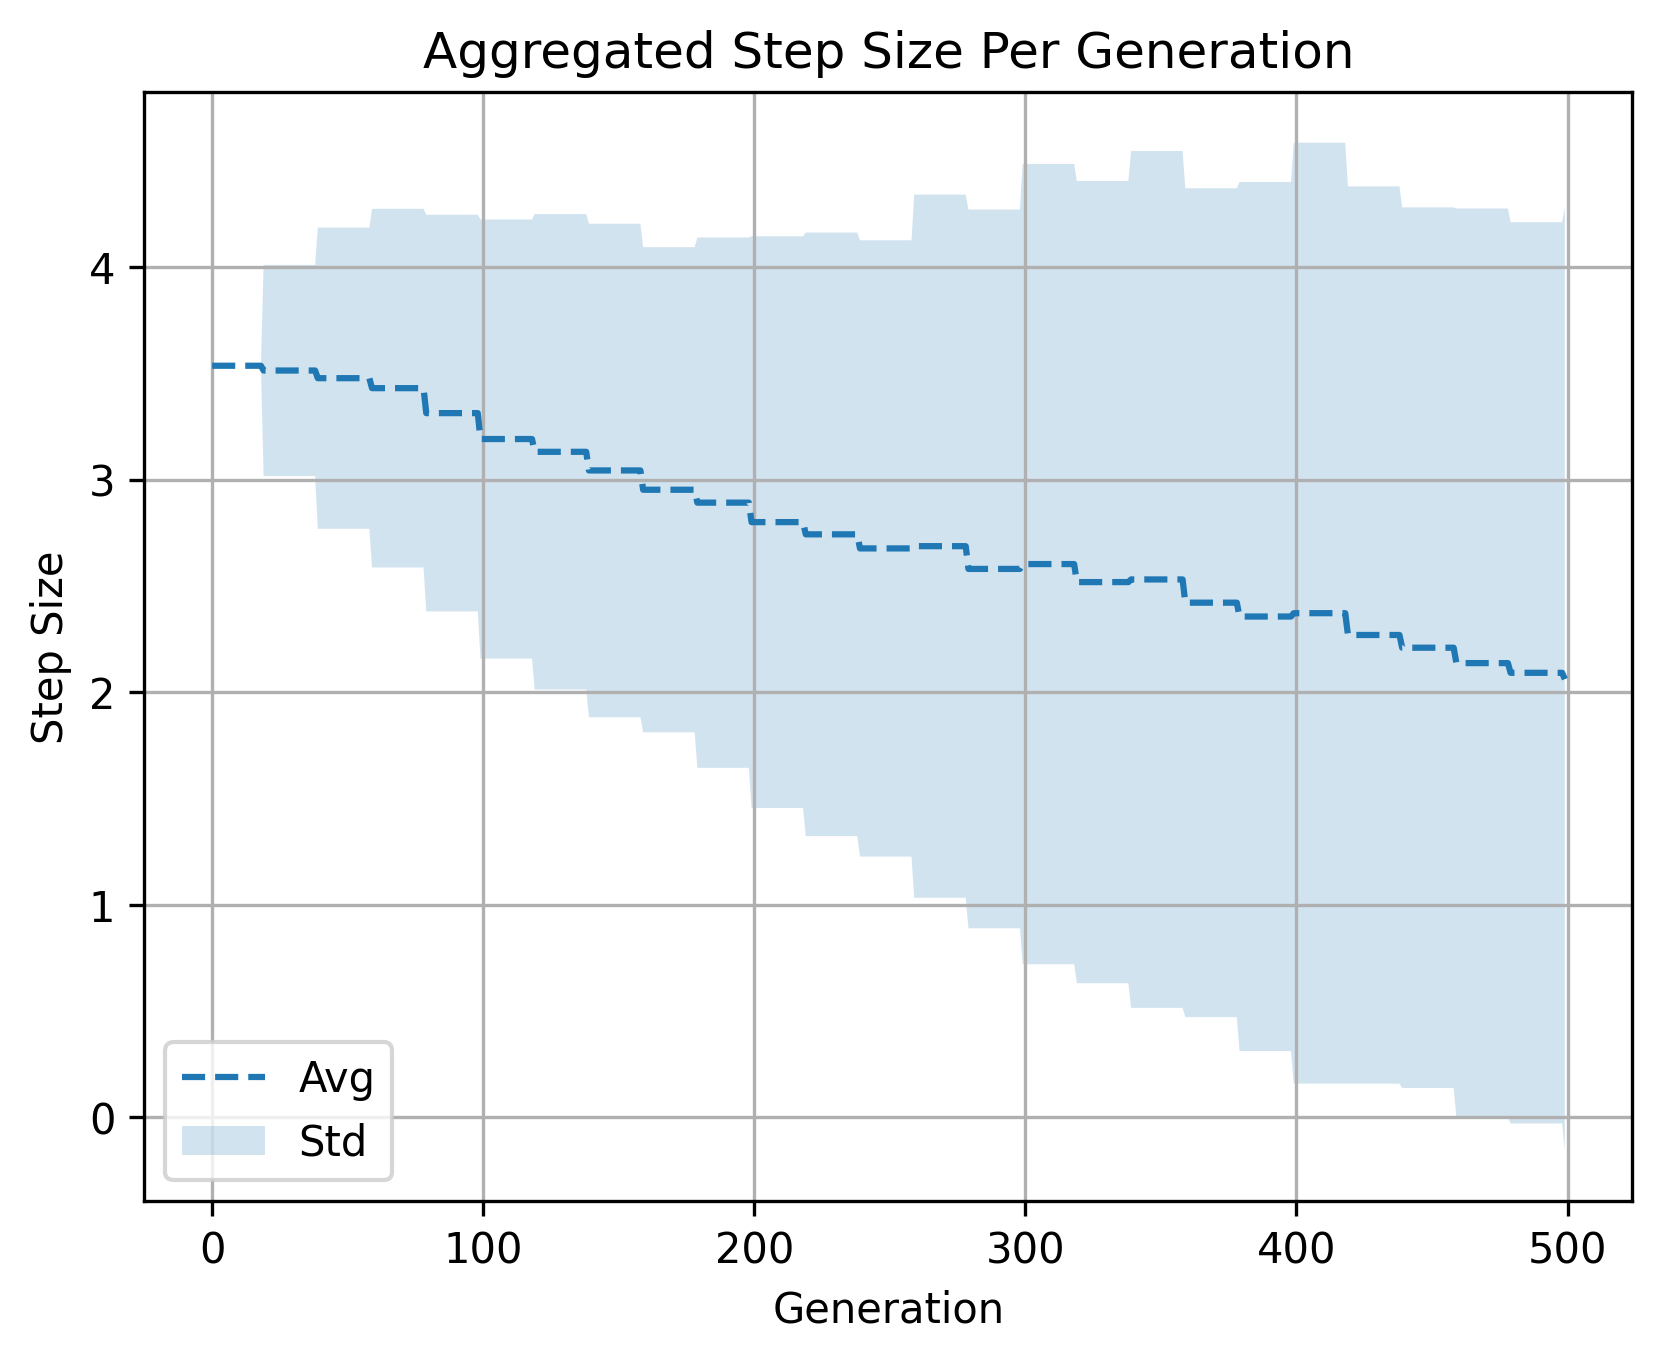 Aggregated Step Size Per Generation
Step Size
4
3
2
1
0
Avg
Std
0 100 200 300 400 500
Generation